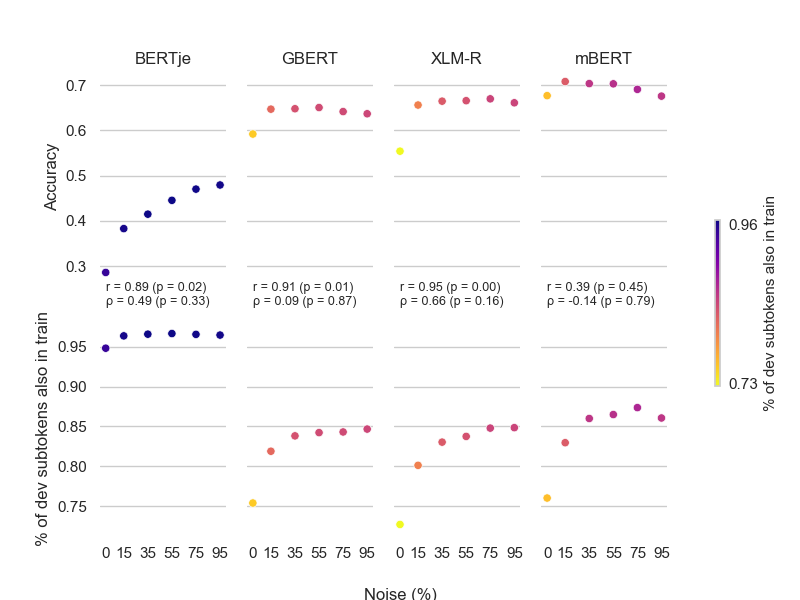 BERTje GBERT XLM-R mBERT
Accuracy
0.7
0.6
0.5
0.4
0.3
r = 0.89 (p = 0.02)
ρ = 0.49 (p = 0.33)
r = 0.91 (p = 0.01)
ρ = 0.09 (p = 0.87)
r = 0.95 (p = 0.00)
ρ = 0.66 (p = 0.16)
r = 0.39 (p = 0.45)
ρ = -0.14 (p = 0.79)
% of dev subtokens also in train
0.95
0.90
0.85
0.80
0.75
0 15 35 55 75 95 0 15 35 55 75 95 0 15 35 55 75 95 0 15 35 55 75 95
Noise (%)
0.96
0.73
% of dev subtokens also in train